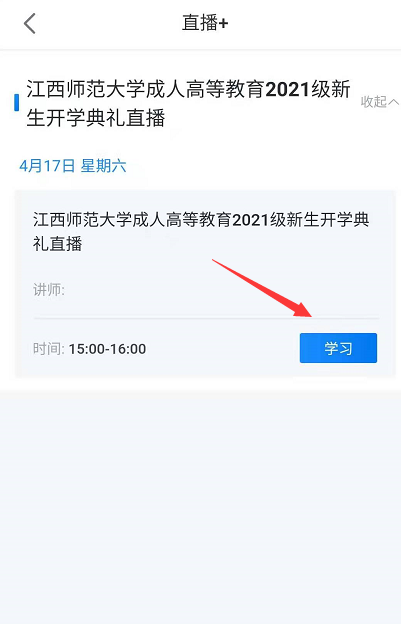 直播+
江西师范大学成人高等教育2021级新
生开学典礼直播
收起
4月17日 星期六
江西师范大学成人高等教育2021级新生开学典
礼直播
讲师:
时间: 15:00-16:00
学习